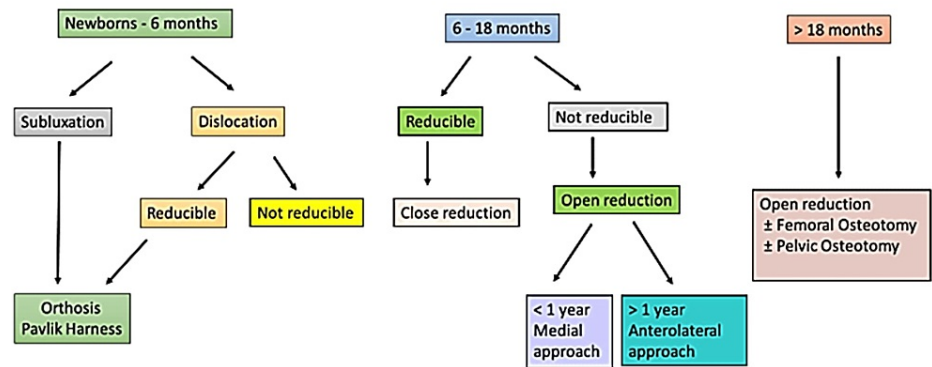 Newborns - 6 months
6 - 18 months
> 18 months
Subluxation
Dislocation
Reducible
Not reducible
Reducible
Not reducible
Close reduction
Open reduction
Open reduction
± Femoral Osteotomy
± Pelvic Osteotomy
Orthosis
Pavlik Harness
< 1 year
Medial
approach
> 1 year
Anterolateral
approach